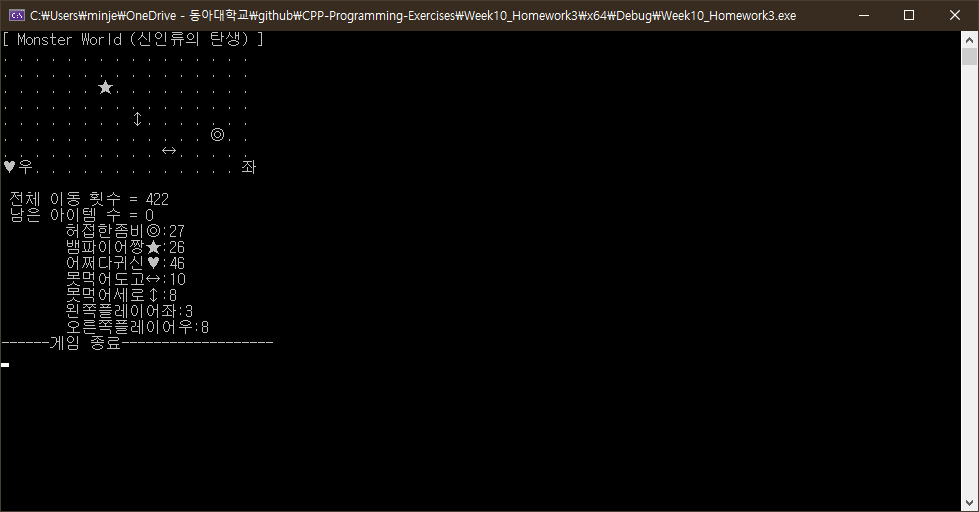 C:\Users\minje\OneDrive - 동아대학교\github\CPP-Programming-Exercises\Week10_Homework3\x64\Debug\Week10_Homework3.exe
[ Monster World (신인류의 탄생) ]
. . . . . . . . . . . . . . . .
. . . . . . . . . . . . . . . .
. . . . . . ★. . . . . . . . .
. . . . . . . . . . . . . . . .
. . . . . . . . ↕. . . . . . .
. . . . . . . . . . . . . ◎. .
. . . . . . . . . . ↔. . . . .
♥우. . . . . . . . . . . . . 좌
전체 이동 횟수 = 422
남은 아이템 수 = 0
허접한좀비◎:27
뱀파이어짱★:26
어쩌다귀신♥:46
못먹어도고↔:10
못먹어세로↕:8
왼쪽플레이어좌:3
오른쪽플레이어우:8
------게임 종료-------------------